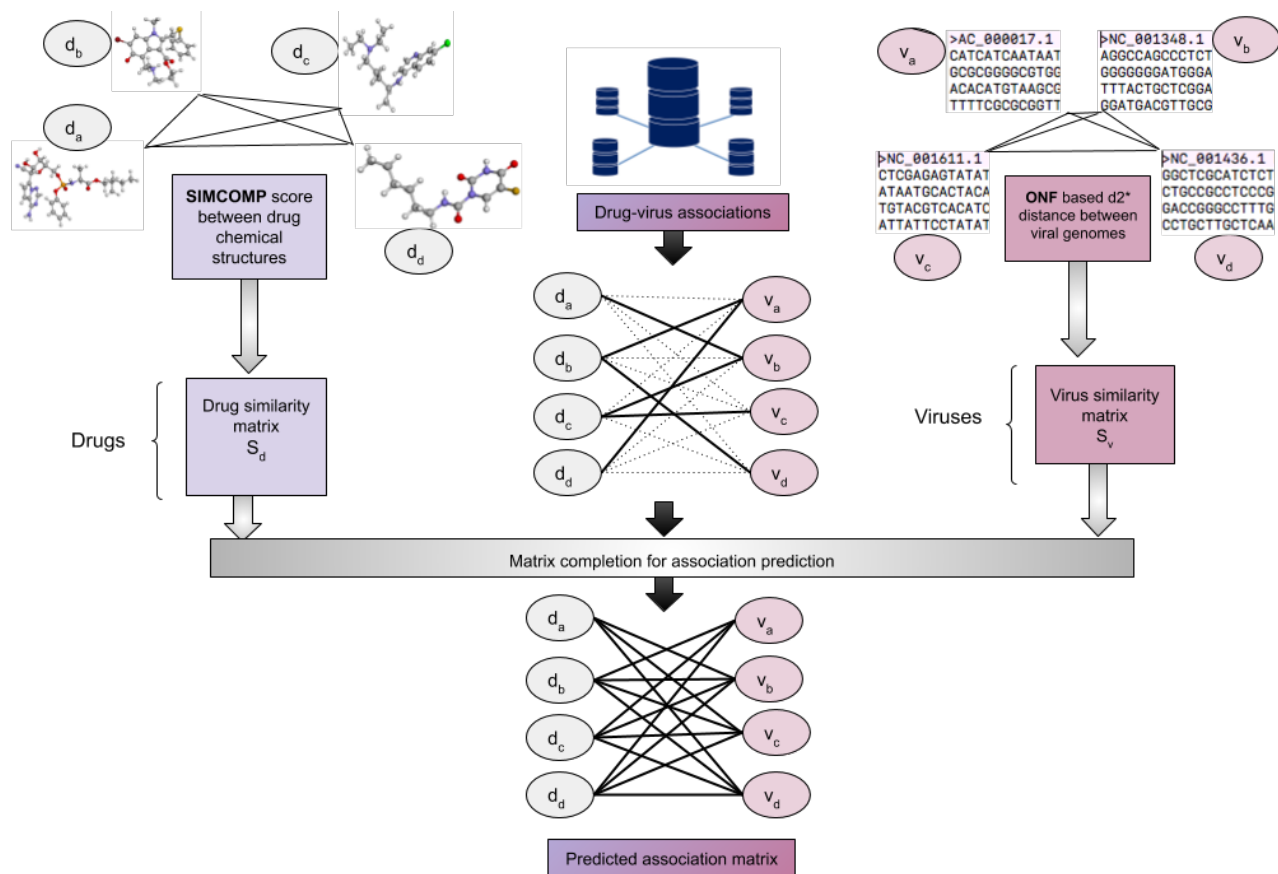 d_b
d_c
d_a
d_d
SIMCOMP score
between drug
chemical
structures
Drug-virus associations
v_a
>AC_000017.1
CATCATCAATAAT
GCGCGGGGCGTGG
ACACATGTAAGCG
TTTTCGCGCGGTT
>NC_001348.1
AGGCCAGCCCTCT
GGGGGGGATGGGA
TTTACTGCTCGGA
GGATGACGTTGCG
v_b
>NC_001611.1
CTCGAGAGTATAT
ATAATGCACTACA
TGTACGTCACATC
ATTATTCCTATAT
v_c
ONF based d2*
distance between
viral genomes
>NC_001436.1
GGCTCGCATCTCT
CTGCCGCCTCCCG
GACCGGGCCTTTG
CCTGCTTGCTCAA
v_d
d_a
v_a
d_b
v_b
d_c
v_c
d_d
v_d
Drugs
Drug similarity
matrix
S_d
Viruses
Virus similarity
matrix
S_v
Matrix completion for association prediction
d_a
v_a
d_b
v_b
d_c
v_c
d_d
v_d
Predicted association matrix